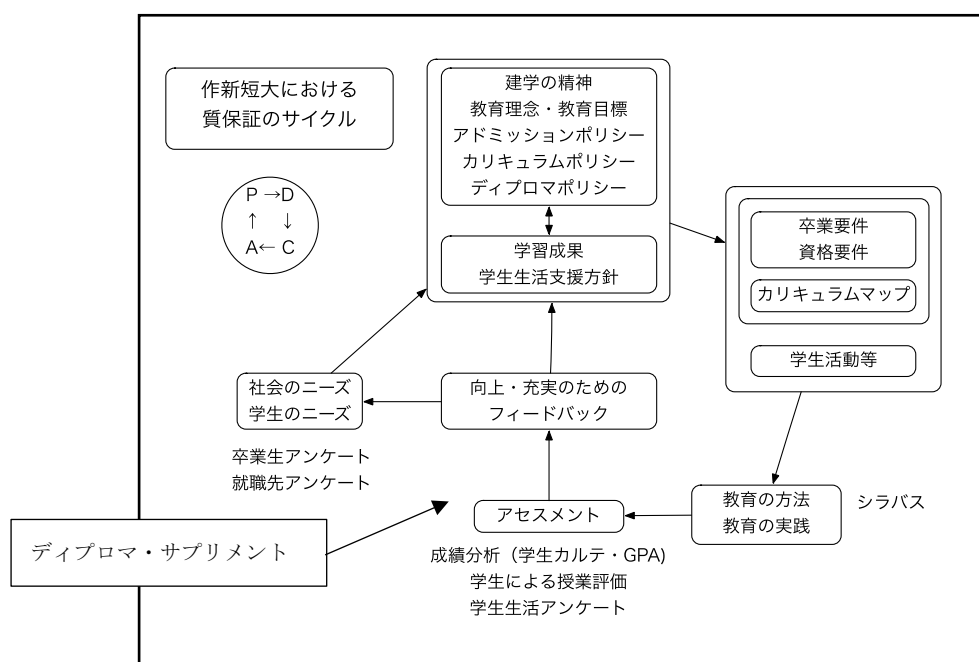 作新短大における
質保証のサイクル
P →D
↑ ↓
A← C
建学の精神
教育理念・教育目標
アドミッションポリシー
カリキュラムポリシー
ディプロマポリシー
学習成果
学生生活支援方針
卒業要件
資格要件
カリキュラムマップ
学生活動等
社会のニーズ
学生のニーズ
卒業生アンケート
就職先アンケート
向上・充実のための
フィードバック
教育の方法
教育の実践
シラバス
アセスメント
成績分析（学生カルテ・GPA)
学生による授業評価
学生生活アンケート
ディプロマ・サプリメント